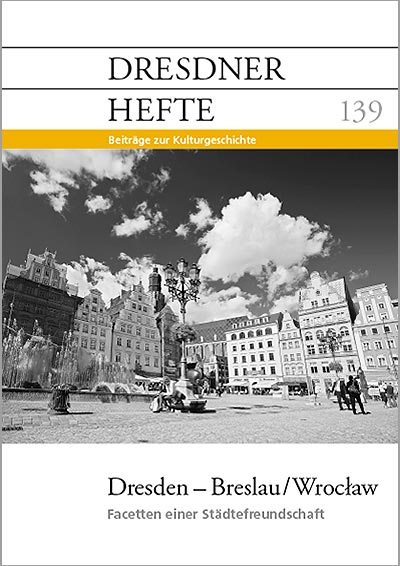 DRESDNER
HEFTE 139
Beiträge zur Kulturgeschichte
Dresden – Breslau/Wrocław
Facetten einer Städtefreundschaft